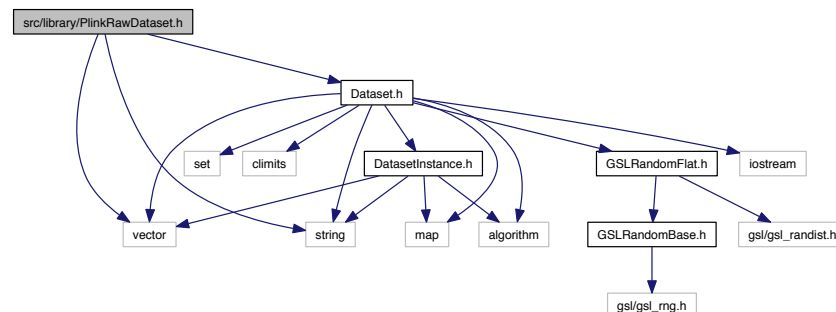 src/library/PlinkRawDataset.h
Dataset.h
set
climits
DatasetInstance.h
GSLRandomFlat.h
iostream
vector
string
map
algorithm
GSLRandomBase.h
gsl/gsl_randist.h
gsl/gsl_rng.h